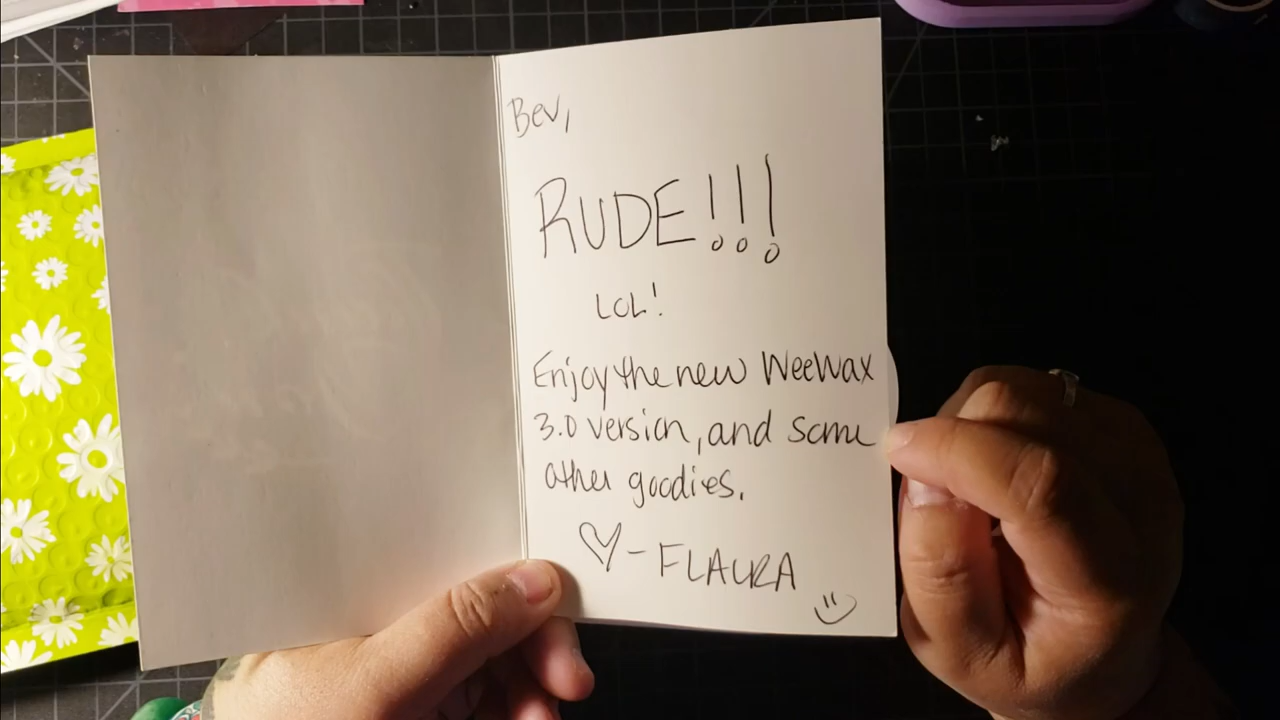 Bev,
RUDE!!!
LOL!
Enjoy the new WeeWax
3.0 version, and some
other goodies.
♡-FLAURA